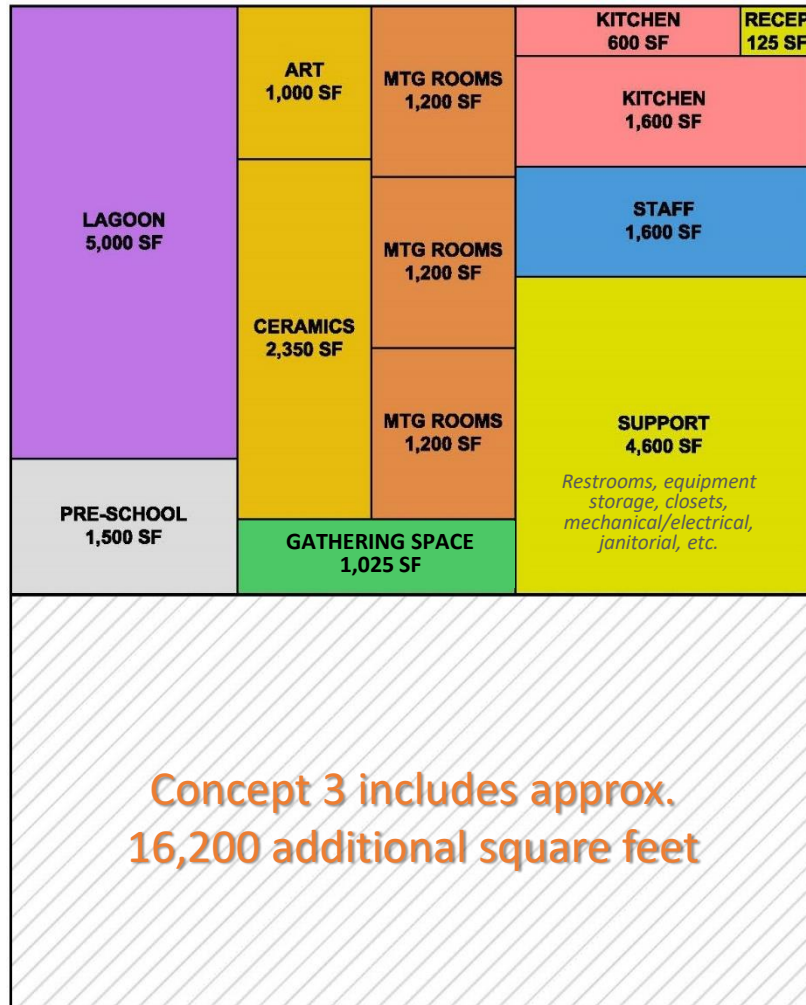 LAGOON
5,000 SF
PRE-SCHOOL
1,500 SF
ART
1,000 SF
CERAMICS
2,350 SF
MTG ROOMS
1,200 SF
MTG ROOMS
1,200 SF
MTG ROOMS
1,200 SF
GATHERING SPACE
1,025 SF
KITCHEN
600 SF
RECEP
125 SF
KITCHEN
1,600 SF
STAFF
1,600 SF
SUPPORT
4,600 SF
Restrooms, equipment
storage, closets,
mechanical/electrical,
janitorial, etc.
Concept 3 includes approx.
16,200 additional square feet